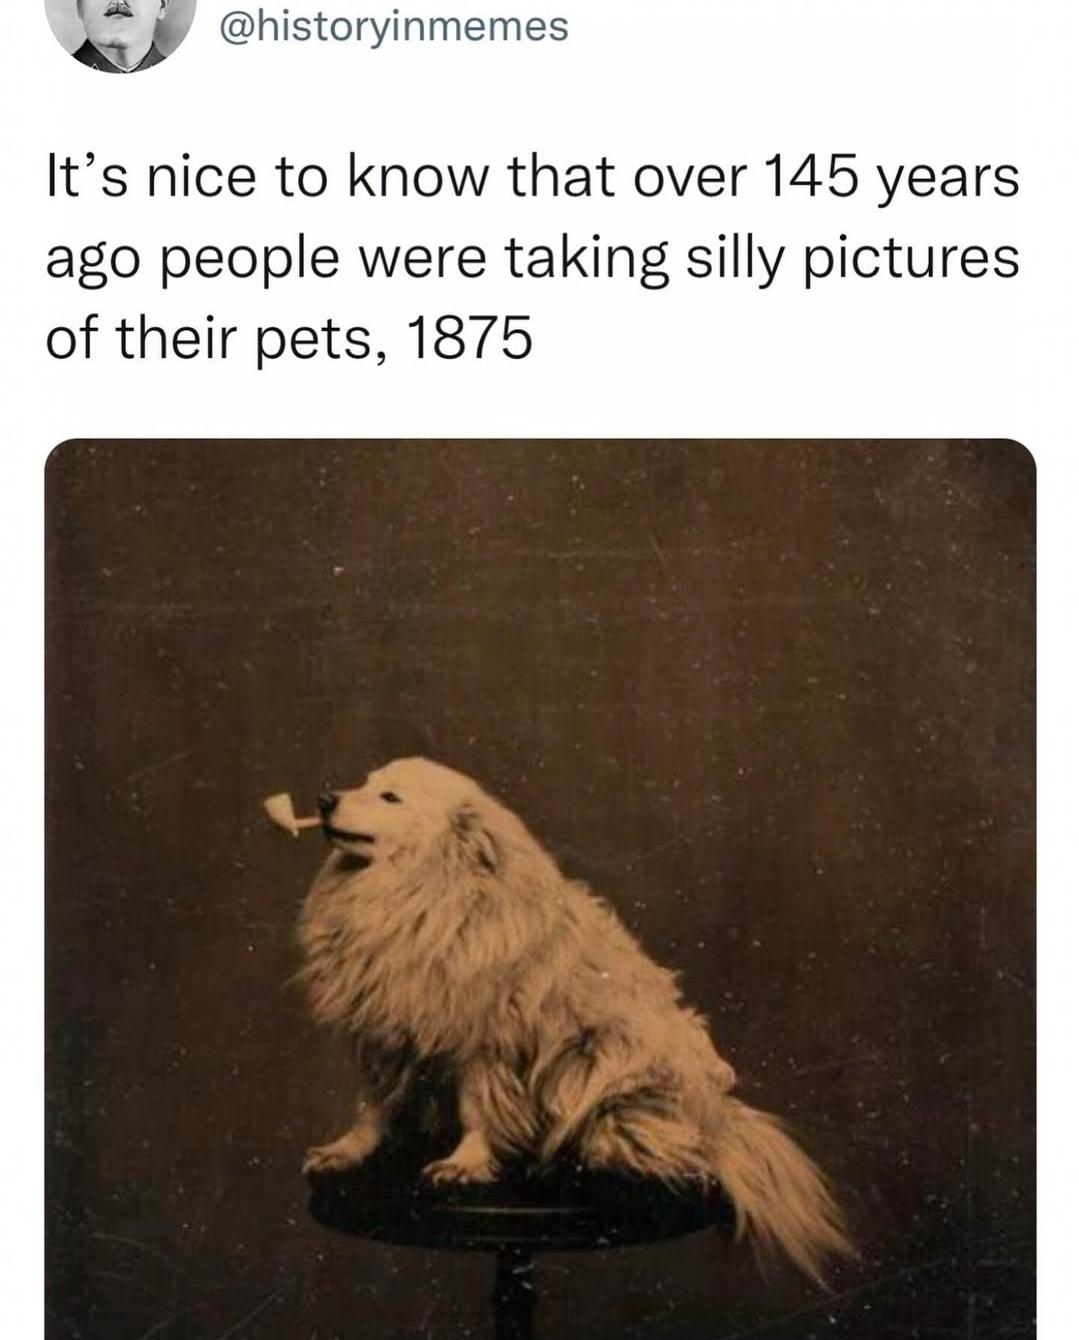 @historyinmemes
It’s nice to know that over 145 years
ago people were taking silly pictures
of their pets, 1875